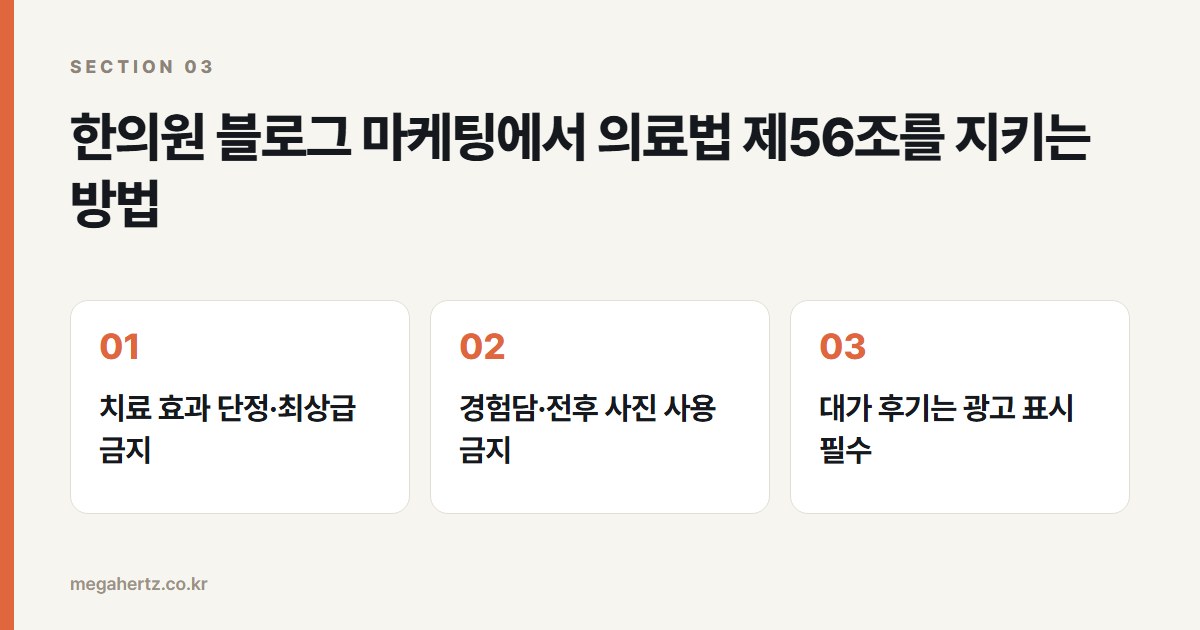 SECTION 03
한의원 블로그 마케팅에서 의료법 제56조를 지키는
방법
01
치료 효과 단정·최상급
금지
02
경험담·전후 사진 사용
금지
03
대가 후기는 광고 표시
필수
megahertz.co.kr